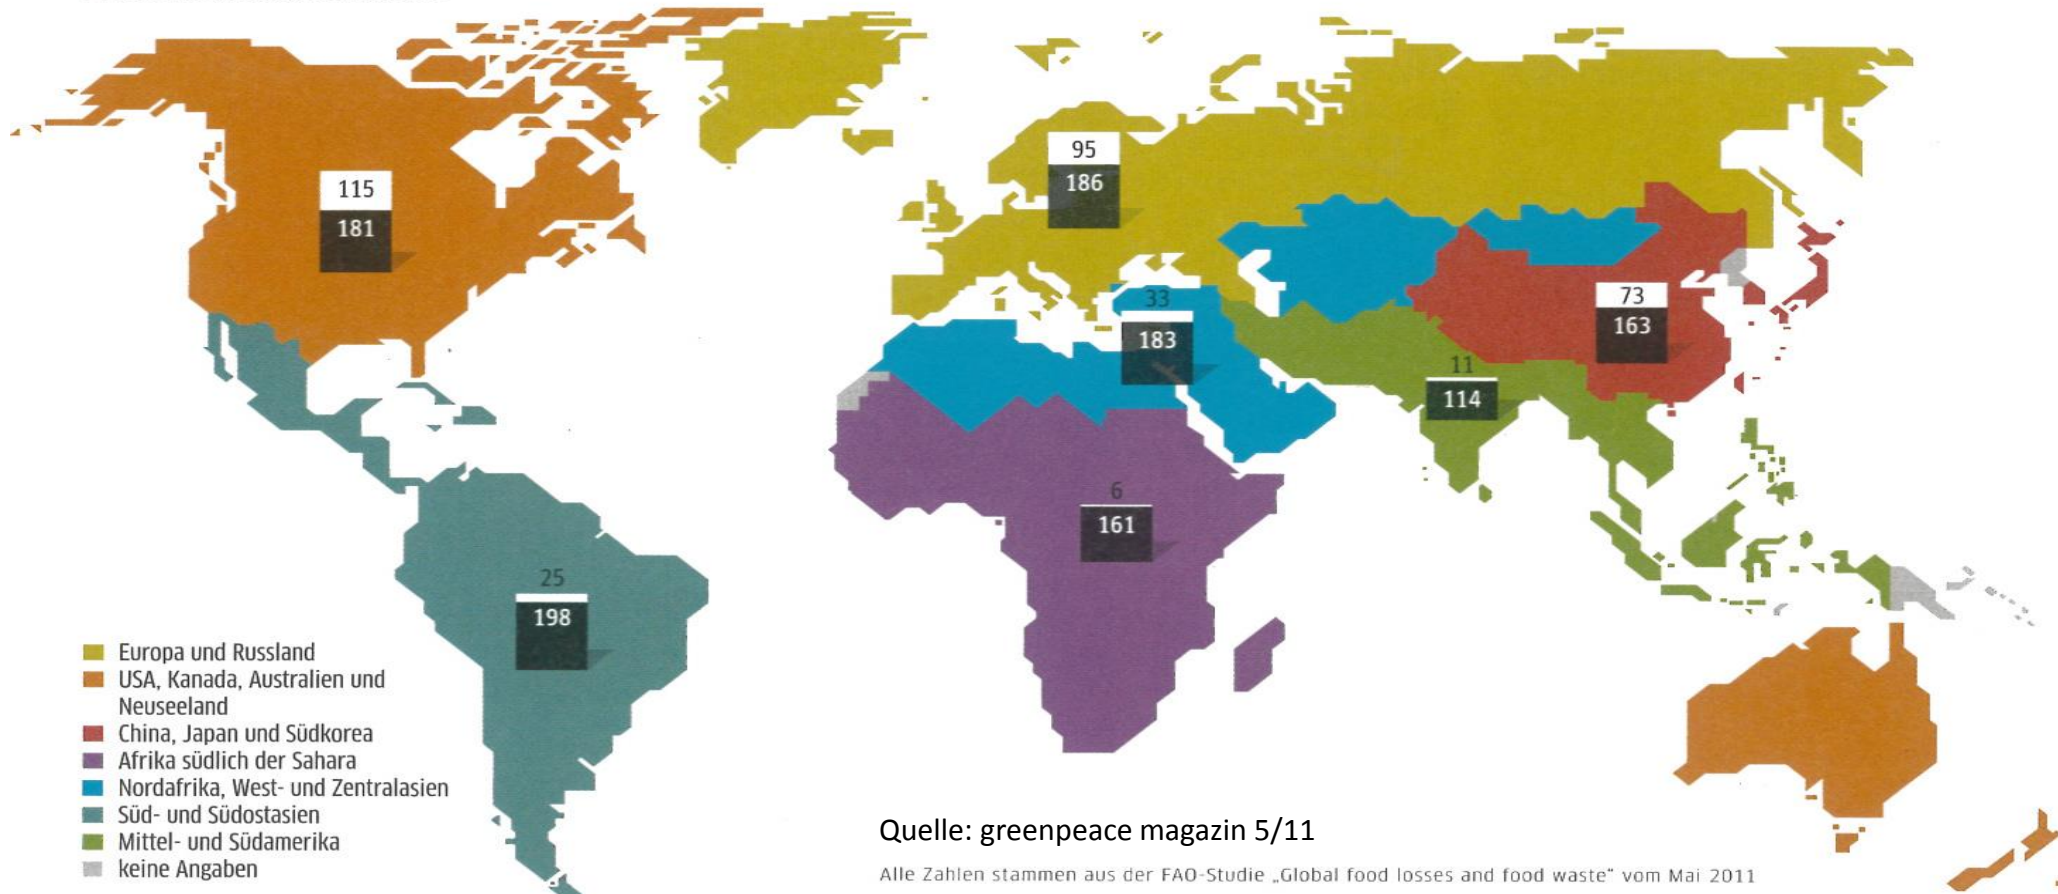 95
186
115
181
33
183
73
163
11
114
6
161
25
198
Europa und Russland
USA, Kanada, Australien und
Neuseeland
China, Japan und Südkorea
Afrika südlich der Sahara
Nordafrika, West- und Zentralasien
Süd- und Südostasien
Mittel- und Südamerika
keine Angaben
Quelle: greenpeace magazin 5/11
Alle Zahlen stammen aus der FAO-Studie „Global food losses and food waste" vom Mai 2011